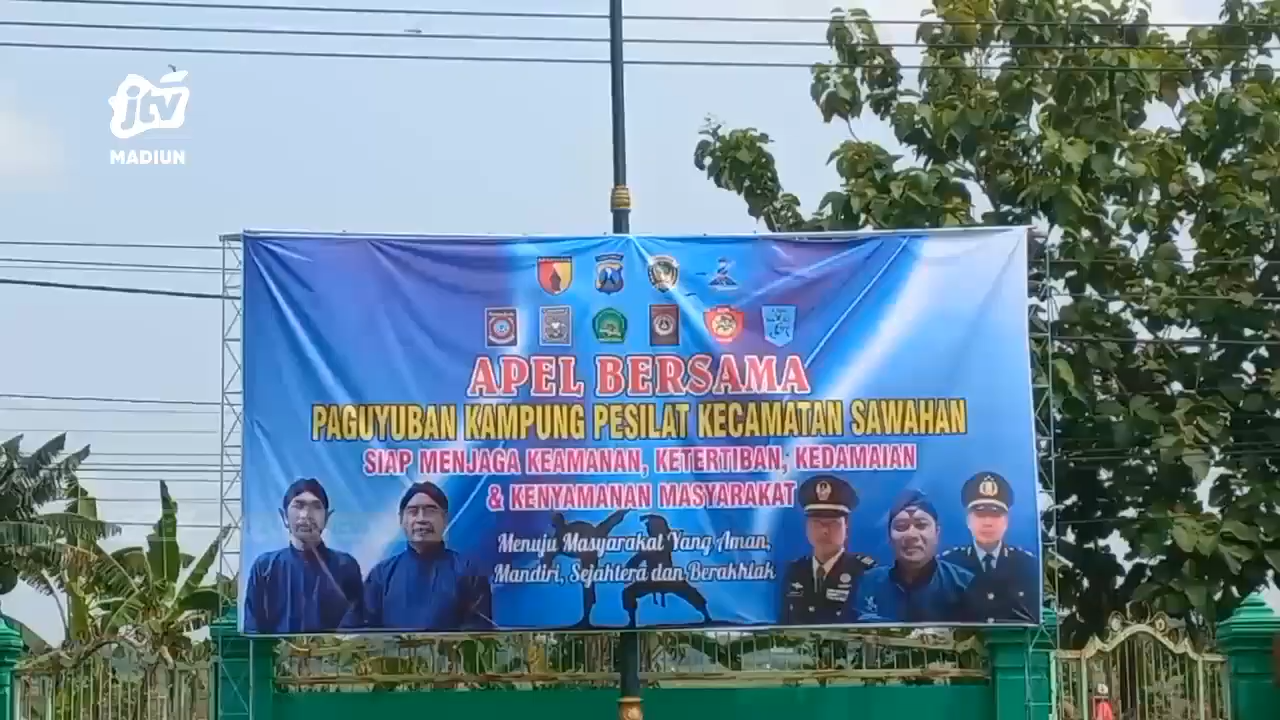 jtv
MADIUN
APEL BERSAMA
PAGUYUBAN KAMPUNG PESILAT KECAMATAN SAWAHAN
SIAP MENJAGA KEAMANAN, KETERTIBAN, KEDAMAIAN
& KENYAMANAN MASYARAKAT
Menuju Masyarakat Yang Aman,
Mandiri, Sejahtera dan Berakhlak